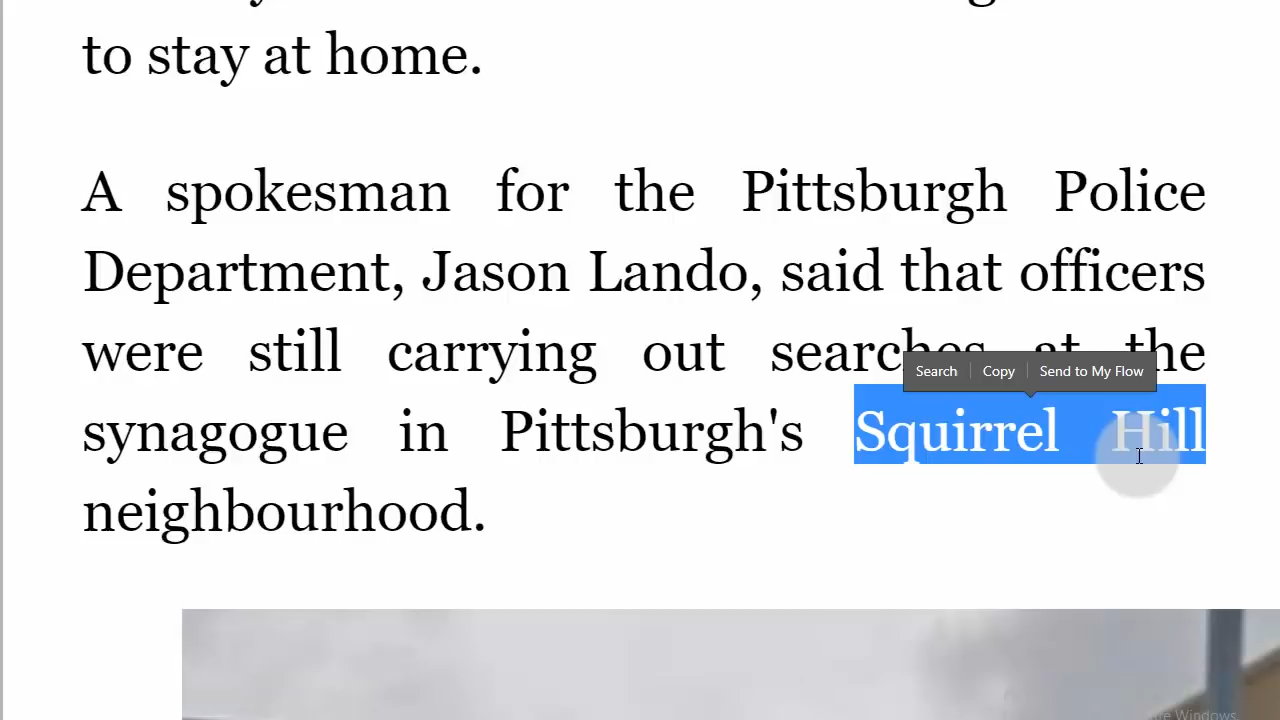 to stay at home.
A spokesman for the Pittsburgh Police
Department, Jason Lando, said that officers
were still carrying out searches at the
Search Copy Send to My Flow
synagogue in Pittsburgh's Squirrel Hill
neighbourhood.
Windows